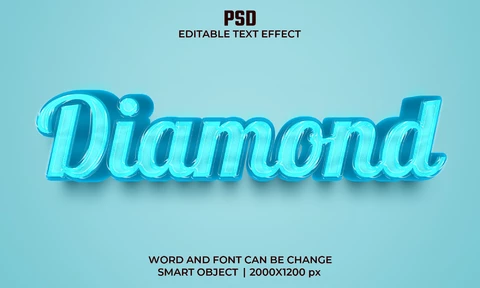 PSD
EDITABLE TEXT EFFECT
Diamond
WORD AND FONT CAN BE CHANGE
SMART OBJECT | 2000X1200 px